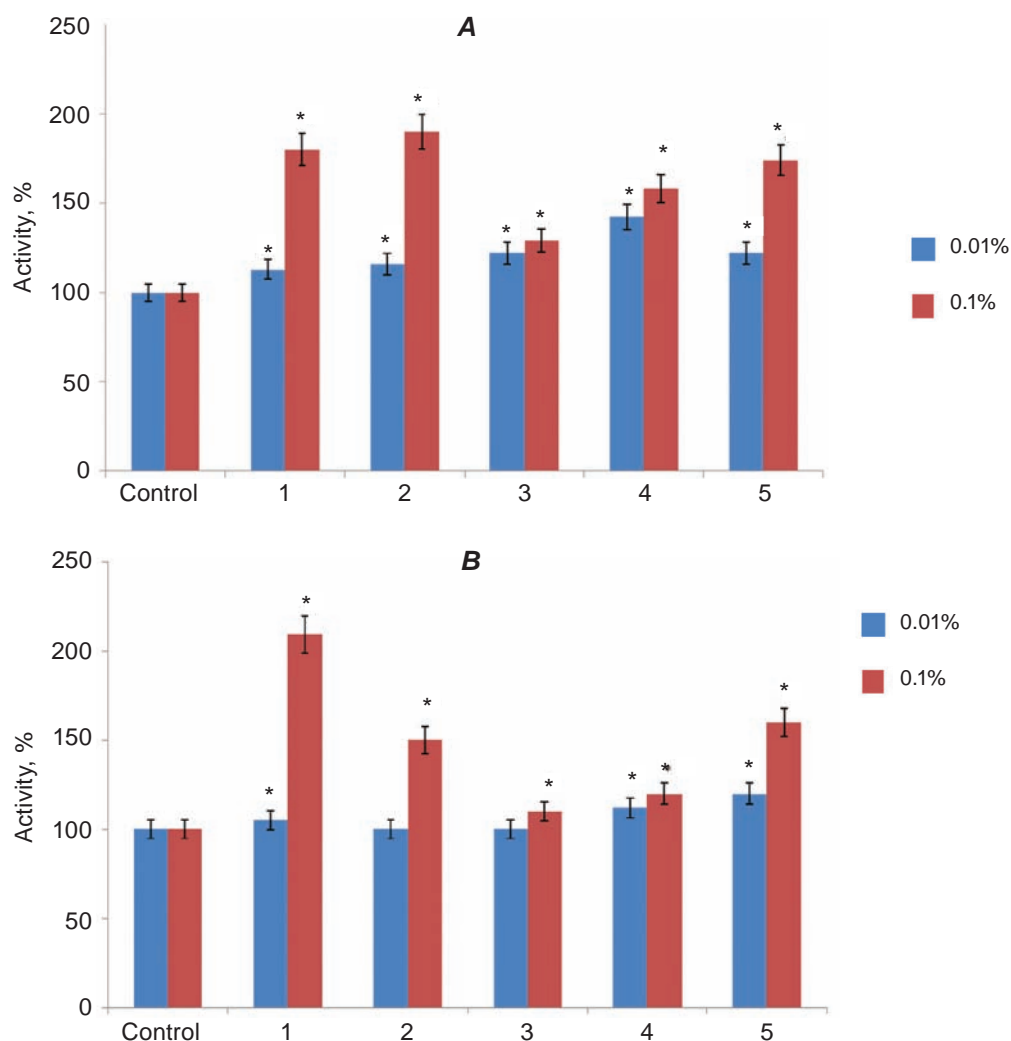 A
250
200
150
100
50
0
Activity, %
* * * * * * * * * *
Control 1 2 3 4 5
0.01%
0.1%
B
250
200
150
100
50
0
Activity, %
* * * * * * * *
Control 1 2 3 4 5
0.01%
0.1%